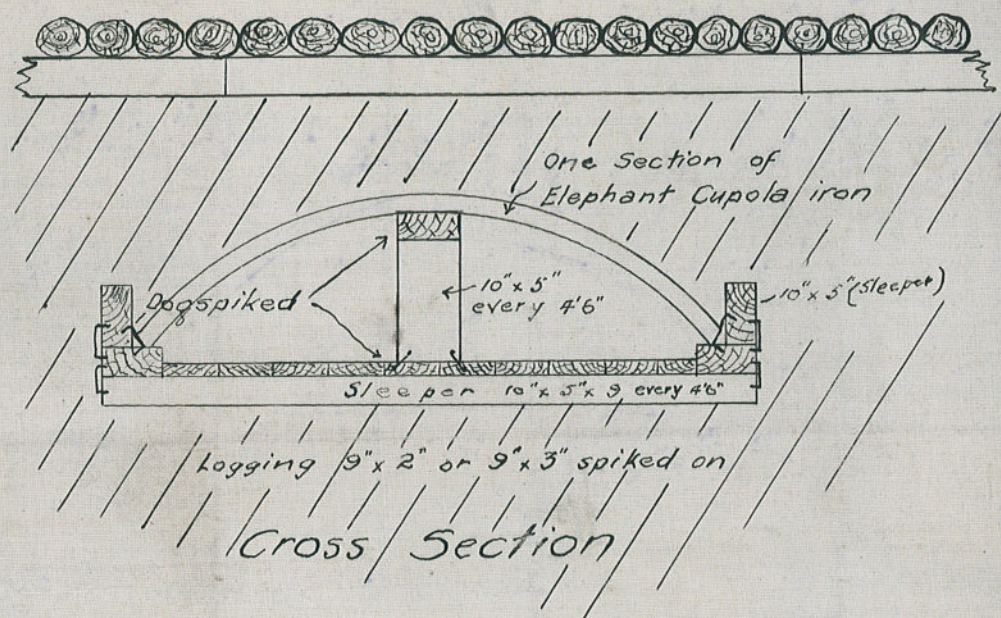 One Section of
Elephant Cupola iron
10" x 5" (Sleeper)
Dogspiked
10" x 5"
every 4'6"
Sleeper 10" x 5" x 9 every 4'6"
Logging 9" x 2" or 9" x 3" spiked on
Cross Section